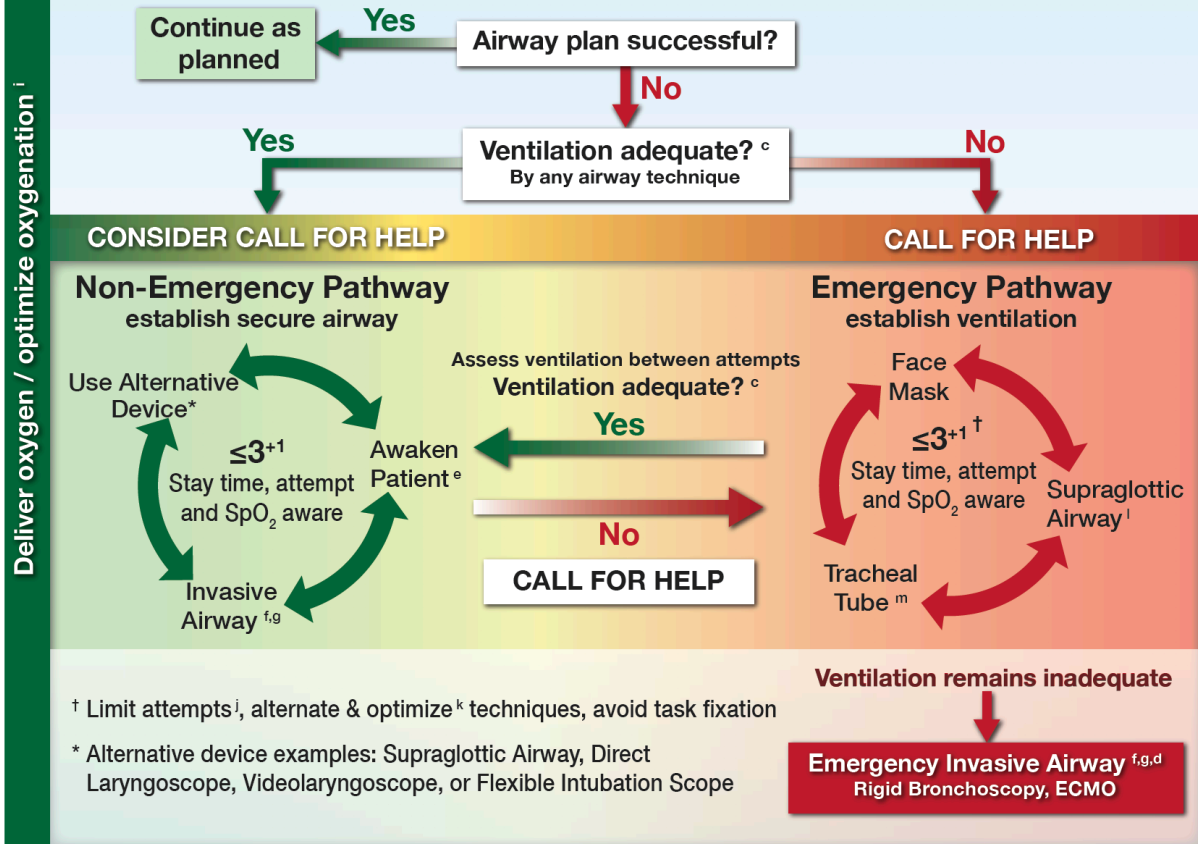 Deliver oxygen / optimize oxygenation i
Continue as
planned
Yes
Airway plan successful?
No
Yes
Ventilation adequate? c
By any airway technique
No
CONSIDER CALL FOR HELP
CALL FOR HELP
Non-Emergency Pathway
establish secure airway
Use Alternative
Device*
≤3+1
Stay time, attempt
and SpO2 aware
Awaken
Patient e
Invasive
Airway f,g
Assess ventilation between attempts
Ventilation adequate? c
Yes
No
CALL FOR HELP
Emergency Pathway
establish ventilation
Face
Mask
≤3+1 †
Stay time, attempt
and SpO2 aware
Supraglottic
Airway l
Tracheal
Tube m
† Limit attempts j, alternate & optimize k techniques, avoid task fixation
* Alternative device examples: Supraglottic Airway, Direct
Laryngoscope, Videolaryngoscope, or Flexible Intubation Scope
Ventilation remains inadequate
Emergency Invasive Airway f,g,d
Rigid Bronchoscopy, ECMO